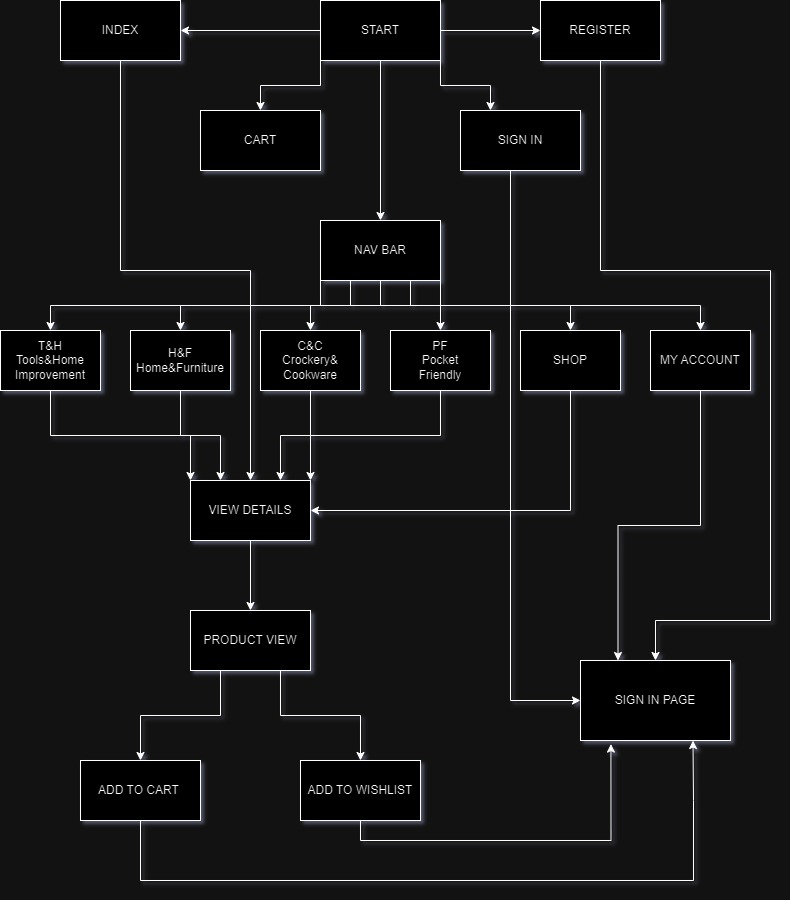 INDEX
START
REGISTER
CART
SIGN IN
NAV BAR
T&H
Tools&Home
Improvement
H&F
Home&Furniture
C&C
Crockery&
Cookware
PF
Pocket
Friendly
SHOP
MY ACCOUNT
VIEW DETAILS
PRODUCT VIEW
SIGN IN PAGE
ADD TO CART
ADD TO WISHLIST